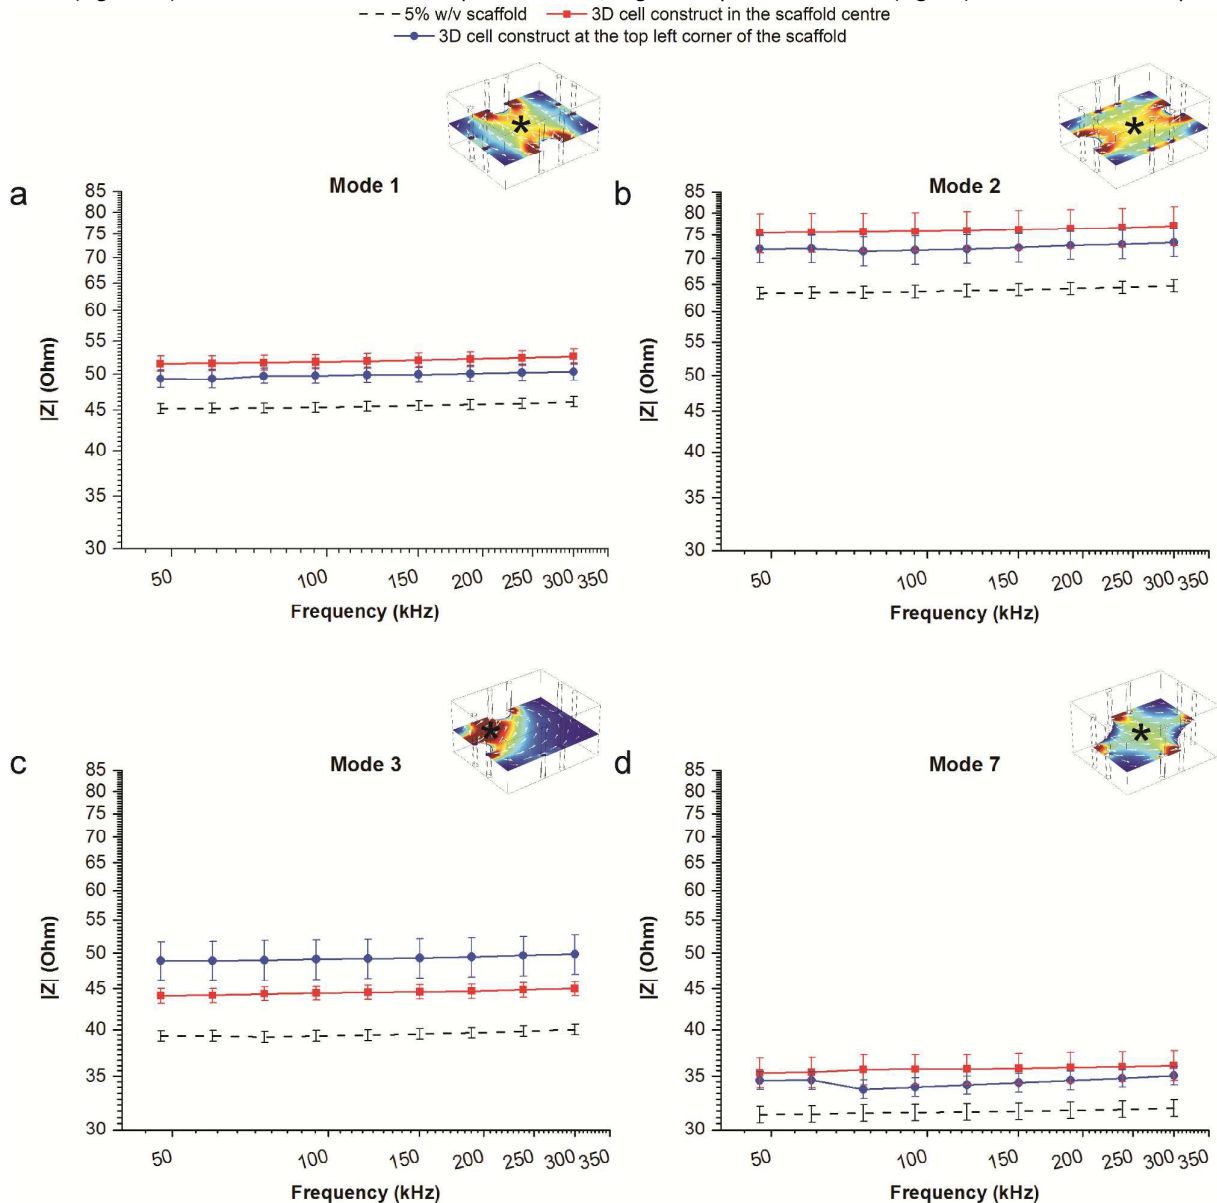 5% w/v scaffold 3D cell construct in the scaffold centre
3D cell construct at the top left corner of the scaffold
*
*
a
Mode 1
b
Mode 2
85
80
75
70
65
60
55
50
45
40
35
30
|Z| (Ohm)
50 100 150 200 250 300 350
Frequency (kHz)
85
80
75
70
65
60
55
50
45
40
35
30
|Z| (Ohm)
50 100 150 200 250 300 350
Frequency (kHz)
*
*
c
Mode 3
d
Mode 7
85
80
75
70
65
60
55
50
45
40
35
30
|Z| (Ohm)
50 100 150 200 250 300 350
Frequency (kHz)
85
80
75
70
65
60
55
50
45
40
35
30
|Z| (Ohm)
50 100 150 200 250 300 350
Frequency (kHz)